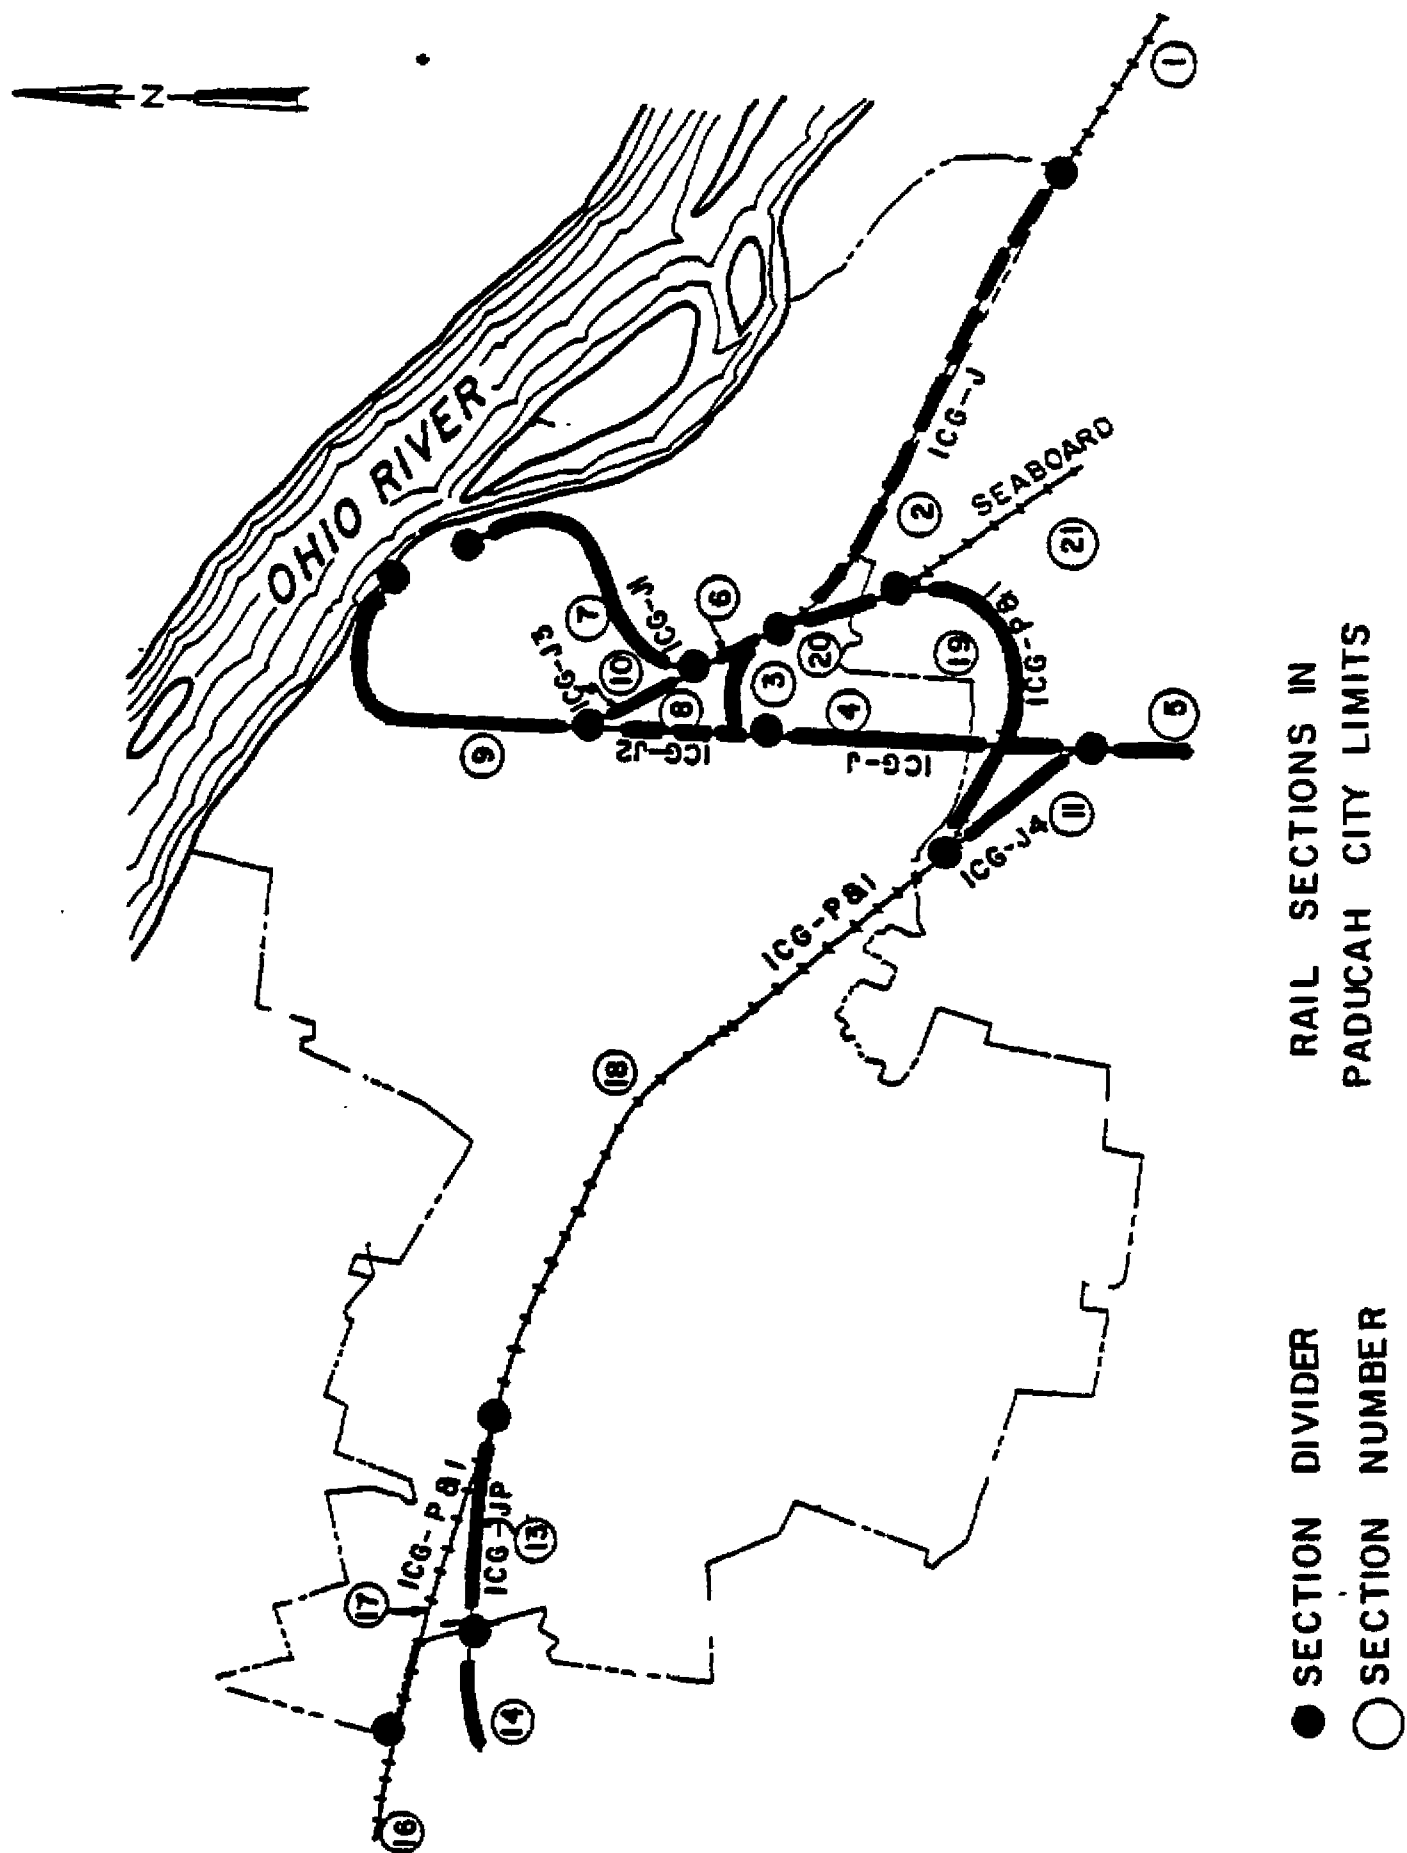 N
OHIO RIVER
1
ICG-J
2
SEABOARD
21
7
ICG-N
6
ICG-J3
10
8
3
20
19
ICG-P&I
9
ICG-J2
4
ICG-J
5
11
ICG-J4
ICG-P&I
18
ICG-P&I
17
ICG-JP
13
14
16
RAIL SECTIONS IN
PADUCAH CITY LIMITS
SECTION DIVIDER
SECTION NUMBER